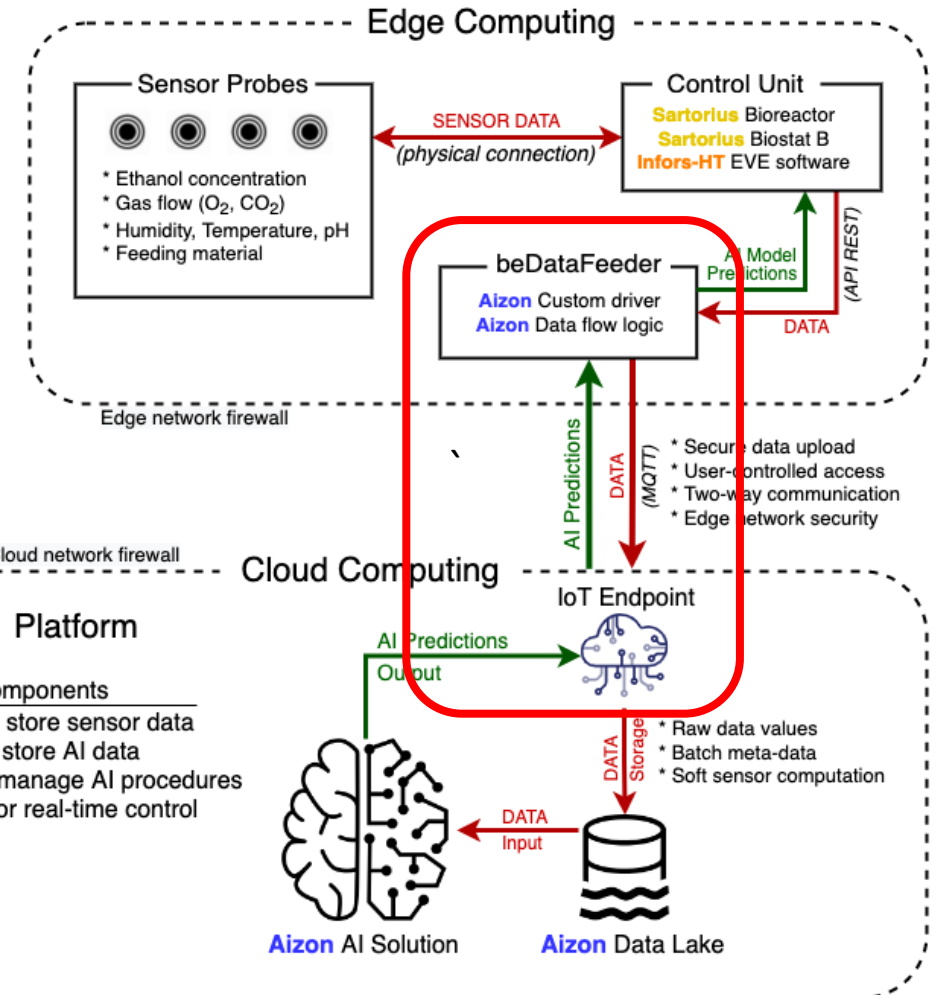 Edge Computing
Sensor Probes
* Ethanol concentration
* Gas flow (O₂, CO₂)
* Humidity, Temperature, pH
* Feeding material
SENSOR DATA
(physical connection)
Control Unit
Sartorius Bioreactor
Sartorius Biostat B
Infors-HT EVE software
beDataFeeder
Aizon Custom driver
Aizon Data flow logic
AI Model
Predictions
(API REST)
DATA
Edge network firewall
`
AI Predictions
DATA
(MQTT)
* Secure data upload
* User-controlled access
* Two-way communication
* Edge network security
Cloud network firewall
Cloud Computing
IoT Endpoint
Platform
AI Predictions
Output
omponents
store sensor data
store AI data
manage AI procedures
or real-time control
DATA
Storage
* Raw data values
* Batch meta-data
* Soft sensor computation
DATA
Input
Aizon AI Solution
Aizon Data Lake